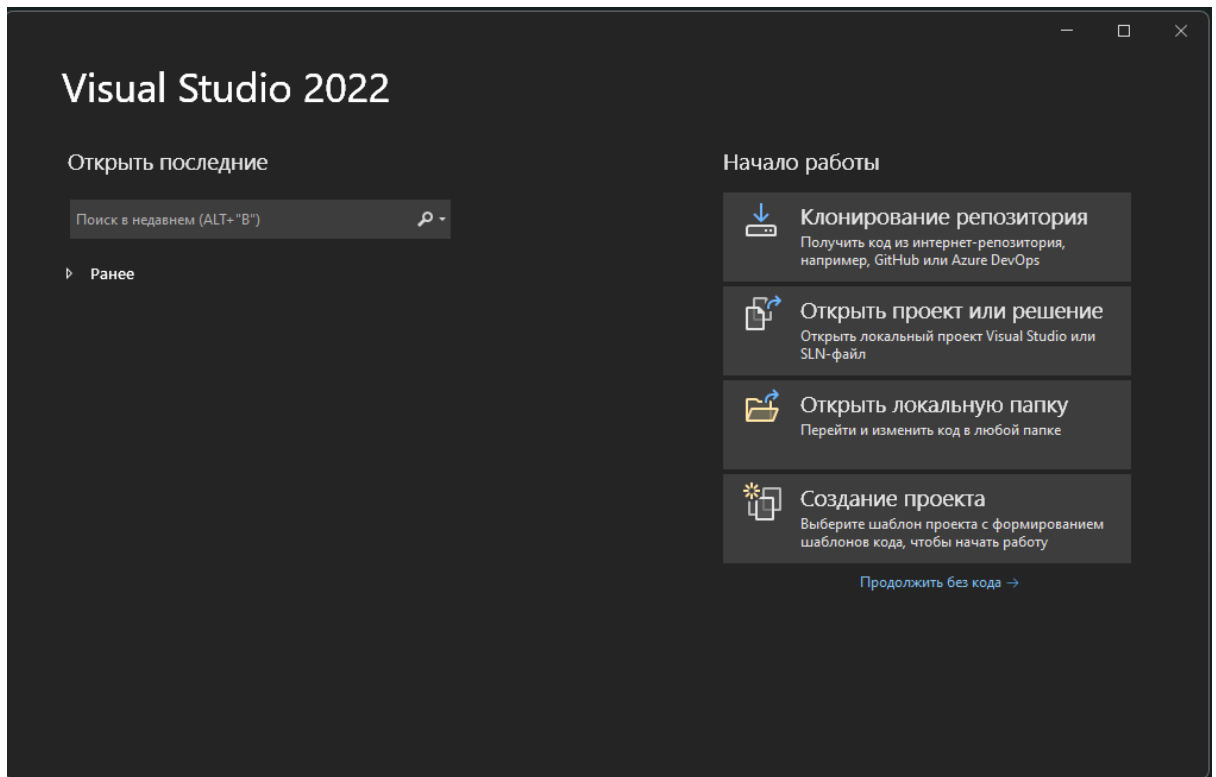 Visual Studio 2022
Открыть последние
Поиск в недавнем (ALT+"В")
Ранее
Начало работы
Клонирование репозитория
Получить код из интернет-репозитория,
например, GitHub или Azure DevOps
Открыть проект или решение
Открыть локальный проект Visual Studio или
SLN-файл
Открыть локальную папку
Перейти и изменить код в любой папке
Создание проекта
Выберите шаблон проекта с формированием
шаблонов кода, чтобы начать работу
Продолжить без кода →